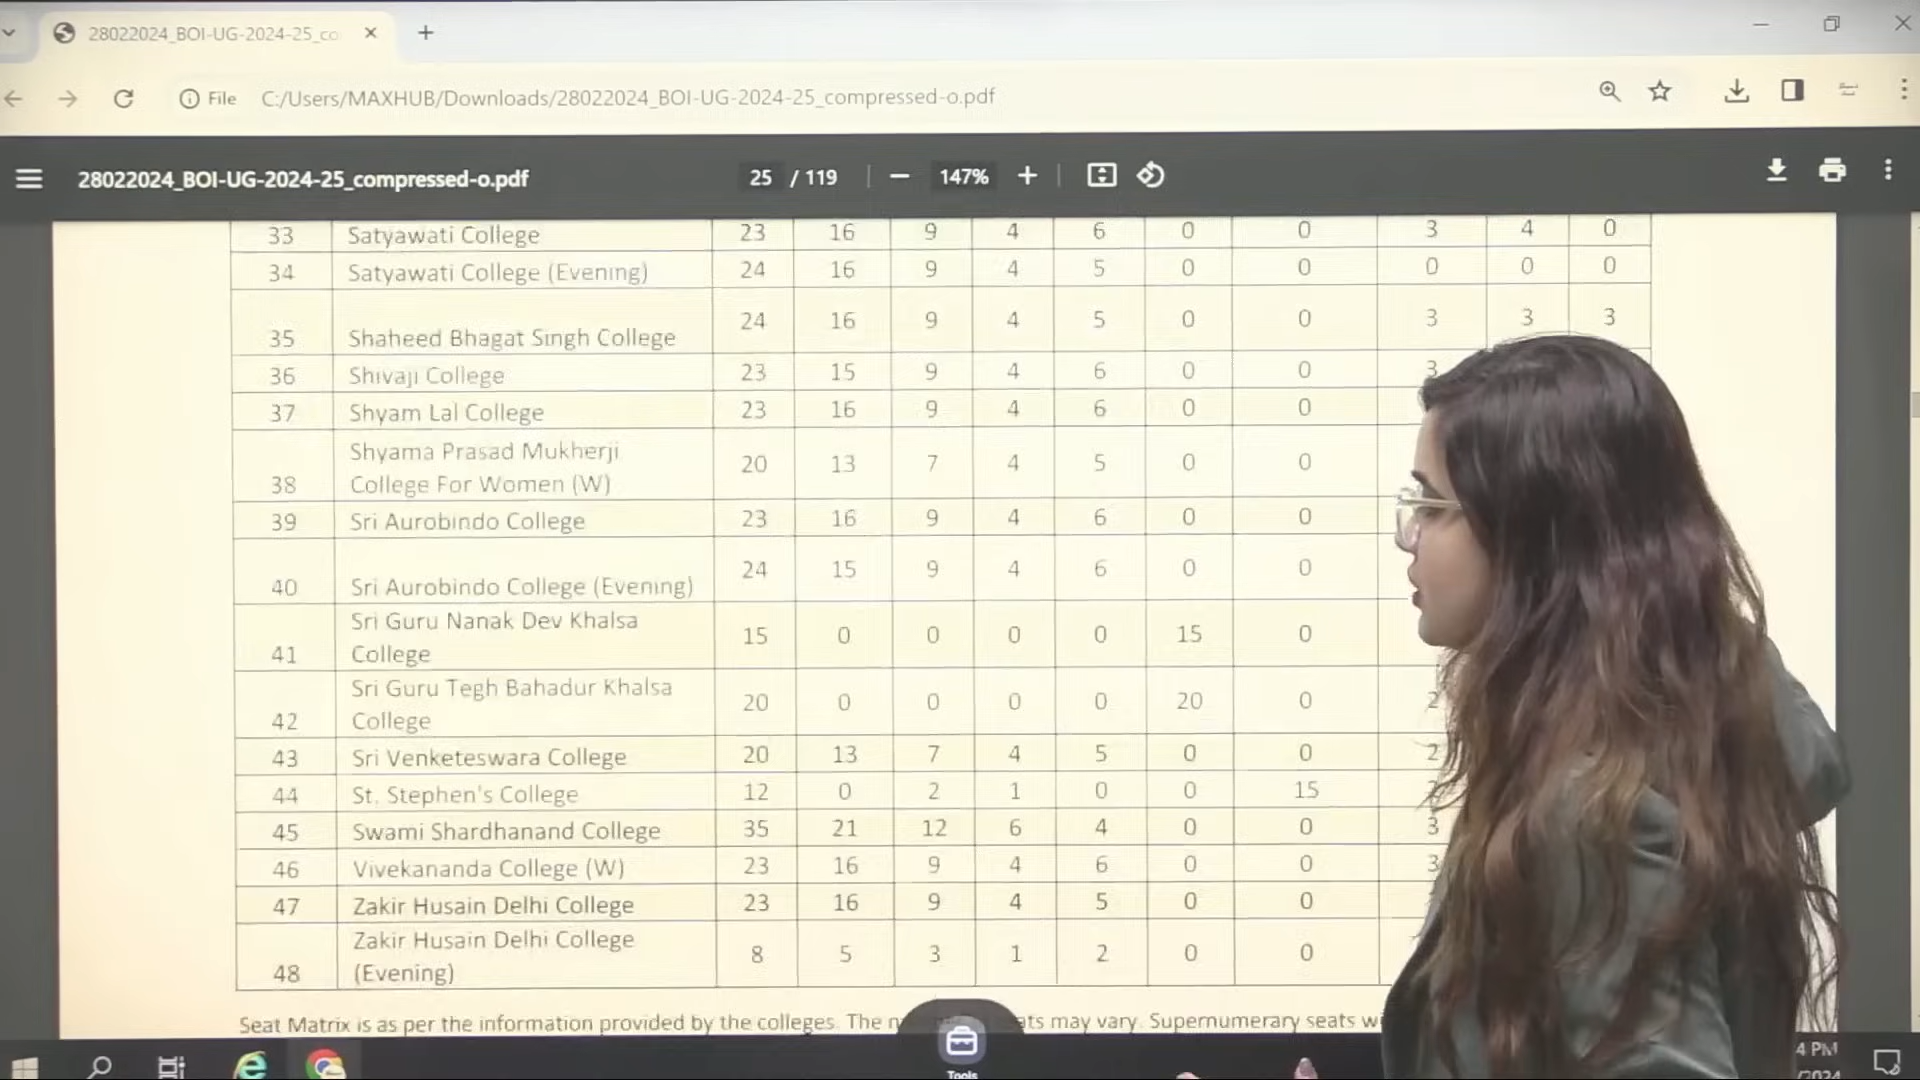 28022024_BOI-UG-2024-25_co
File C:/Users/MAXHUB/Downloads/28022024_BOI-UG-2024-25_compressed-o.pdf
28022024_BOI-UG-2024-25_compressed-o.pdf 25 / 119 147%
33 Satyawati College 23 16 9 4 6 0 0 3 4 0
34 Satyawati College (Evening) 24 16 9 4 5 0 0 0 0 0
35 Shaheed Bhagat Singh College 24 16 9 4 5 0 0 3 3 3
36 Shivaji College 23 15 9 4 6 0 0 3
37 Shyam Lal College 23 16 9 4 6 0 0
38 Shyama Prasad Mukherji
College For Women (W) 20 13 7 4 5 0 0
39 Sri Aurobindo College 23 16 9 4 6 0 0
40 Sri Aurobindo College (Evening) 24 15 9 4 6 0 0
41 Sri Guru Nanak Dev Khalsa
College 15 0 0 0 0 15 0
42 Sri Guru Tegh Bahadur Khalsa
College 20 0 0 0 0 20 0 2
43 Sri Venketeswara College 20 13 7 4 5 0 0 2
44 St. Stephen's College 12 0 2 1 0 0 15
45 Swami Shardhanand College 35 21 12 6 4 0 0 3
46 Vivekananda College (W) 23 16 9 4 6 0 0 3
47 Zakir Husain Delhi College 23 16 9 4 5 0 0
48 Zakir Husain Delhi College
(Evening) 8 5 3 1 2 0 0
Seat Matrix is as per the information provided by the colleges. The ats may vary. Supernumerary seats
Tools
4 PM
/2024